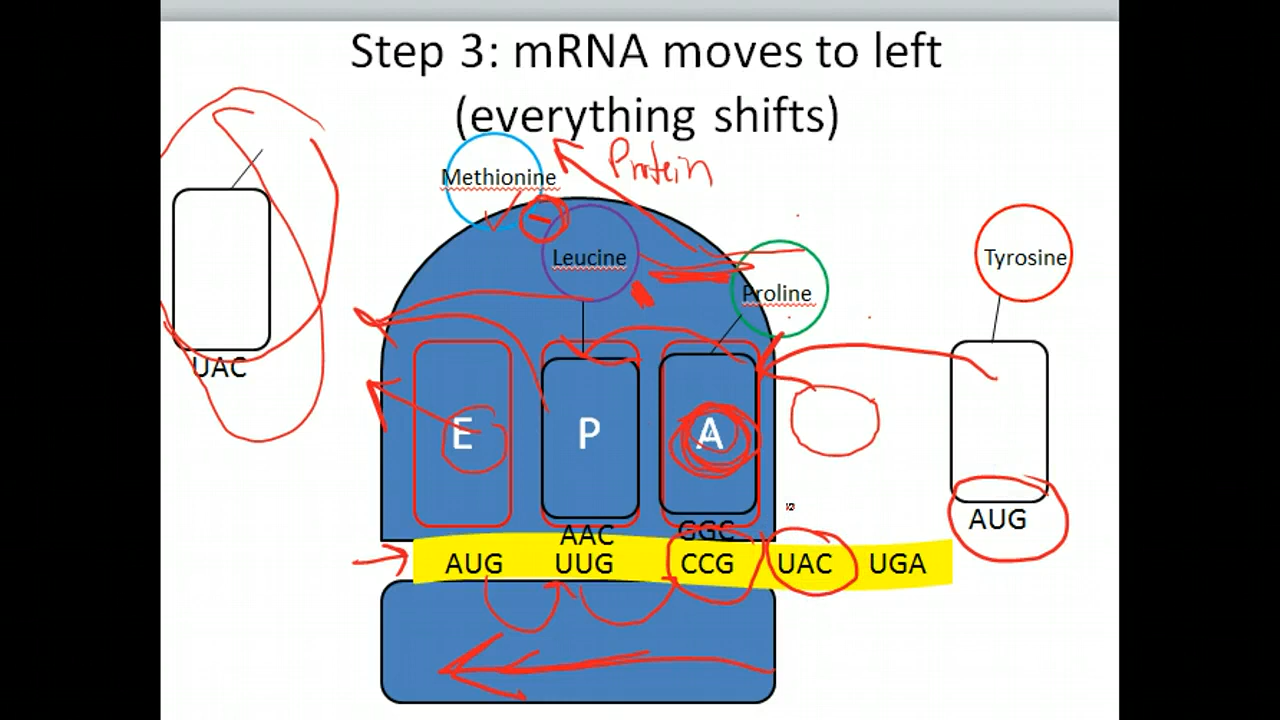 Step 3: mRNA moves to left
(everything shifts)
Protein
Methionine
Leucine
Tyrosine
Proline
UAC
E P A
AUG
AAC GGC
AUG UUG CCG UAC UGA